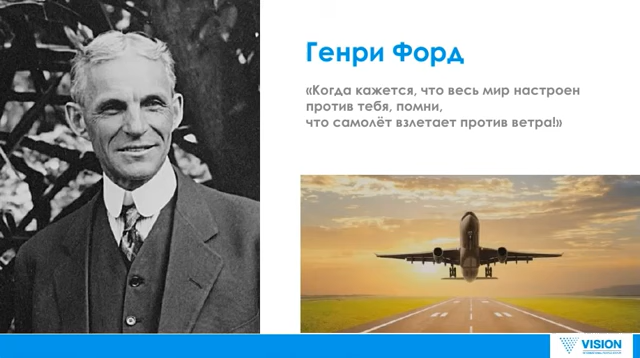 Генри Форд
«Когда кажется, что весь мир настроен
против тебя, помни,
что самолёт взлетает против ветра!»
VISION